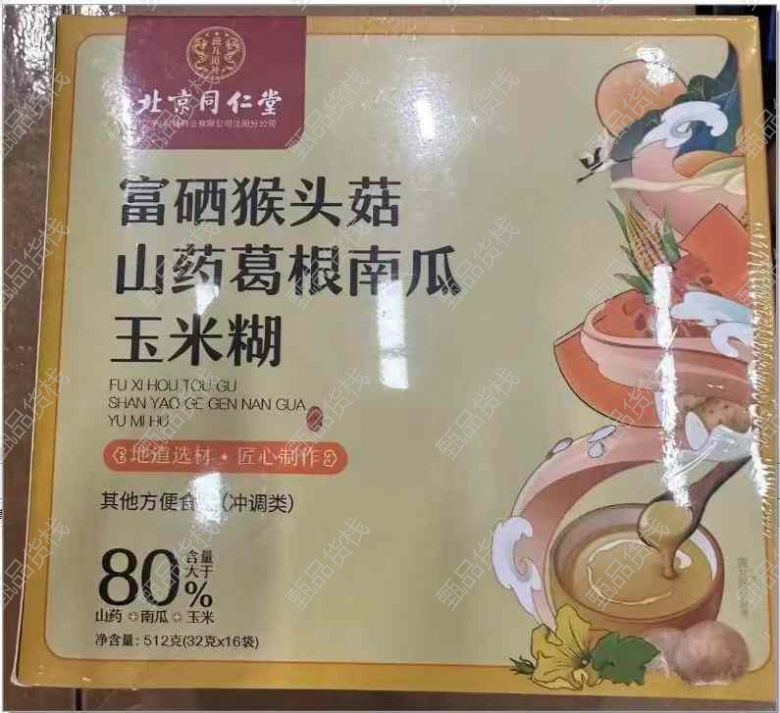 北京同仁堂
富硒猴头菇
山药葛根南瓜
玉米糊
FU XI HOU TOU GU
SHAN YAO GE GEN NAN GUA
YU MI HU
地道选材·匠心制作
其他方便食品(冲调类)
80%
含量
大于
山药+南瓜+玉米
净含量:512克(32克x16袋)
甄品货栈